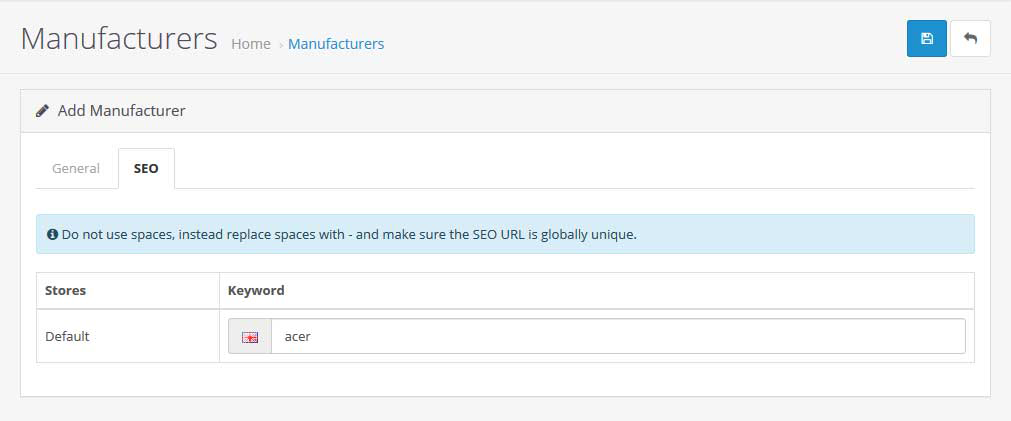 Manufacturers Home › Manufacturers
Add Manufacturer
General SEO
Do not use spaces, instead replace spaces with - and make sure the SEO URL is globally unique.
Stores Keyword
Default acer